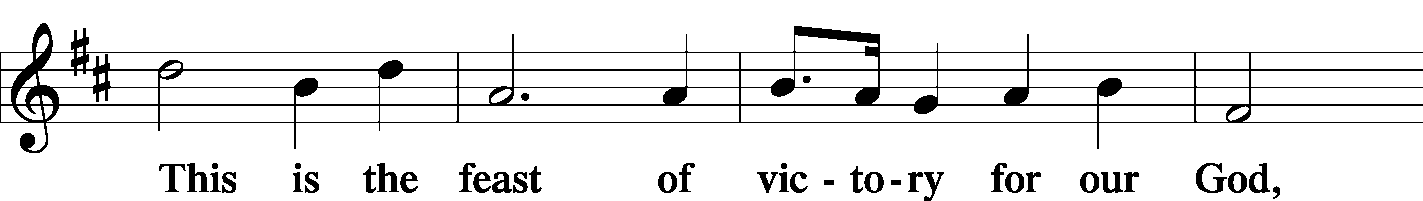 This is the feast of vic - to - ry for our God,